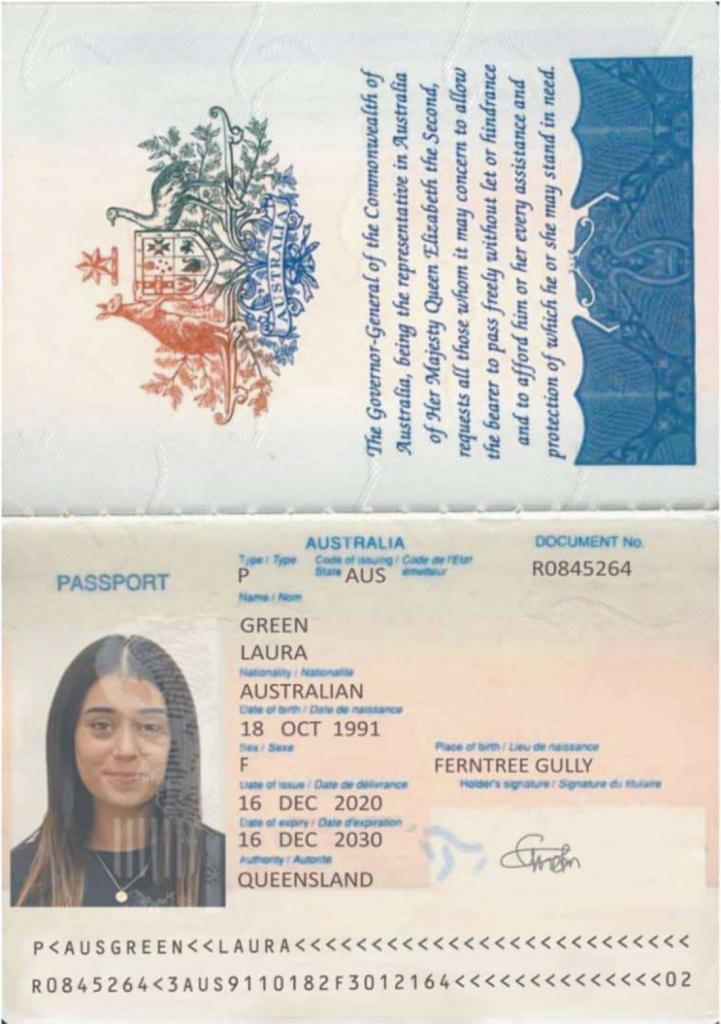 The Governor-General of the Commonwealth of
Australia, being the representative in Australia
of Her Majesty Queen Elizabeth the Second,
requests all those whom it may concern to allow
the bearer to pass freely without let or hindrance
and to afford him or her every assistance and
protection of which he or she may stand in need.
AUSTRALIA
AUSTRALIA
DOCUMENT No.
PASSPORT
Type / Type
Code of issuing / Code de l'Etat
State émetteur
P
AUS
R0845264
Name / Nom
GREEN
LAURA
Nationality / Nationalité
AUSTRALIAN
Date of birth / Date de naissance
18 OCT 1991
Sex / Sexe
Place of birth / Lieu de naissance
F
FERNTREE GULLY
Date of issue / Date de délivrance
Holder's signature / Signature du titulaire
16 DEC 2020
Date of expiry / Date d'expiration
16 DEC 2030
Authority / Autorité
QUEENSLAND
P<AUSGREEN<<LAURA<<<<<<<<<<<<<<<<<<<<<<<<<<<
R0845264<3AUS9110182F3012164<<<<<<<<<<<<<<02